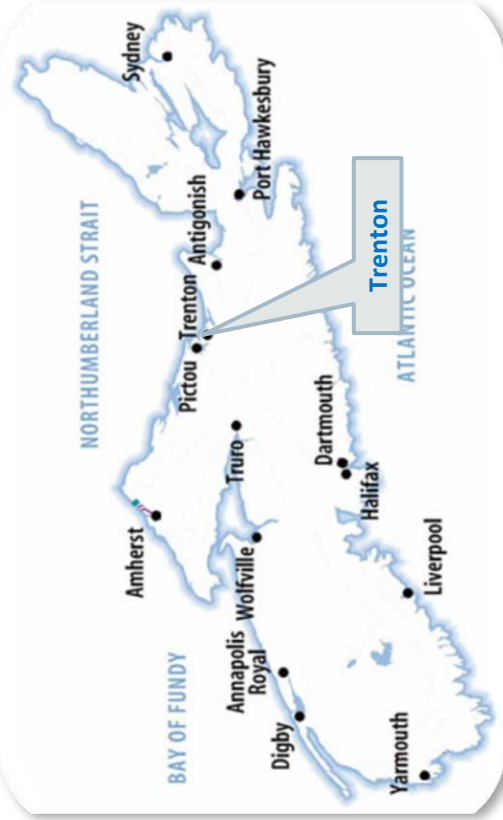 NORTHUMBERLAND STRAIT
Sydney
Port Hawkesbury
Antigonish
Trenton
Pictou
Trenton
ATLANTIC OCEAN
Amherst
Truro
Dartmouth
Halifax
BAY OF FUNDY
Wolfville
Annapolis
Royal
Digby
Liverpool
Yarmouth